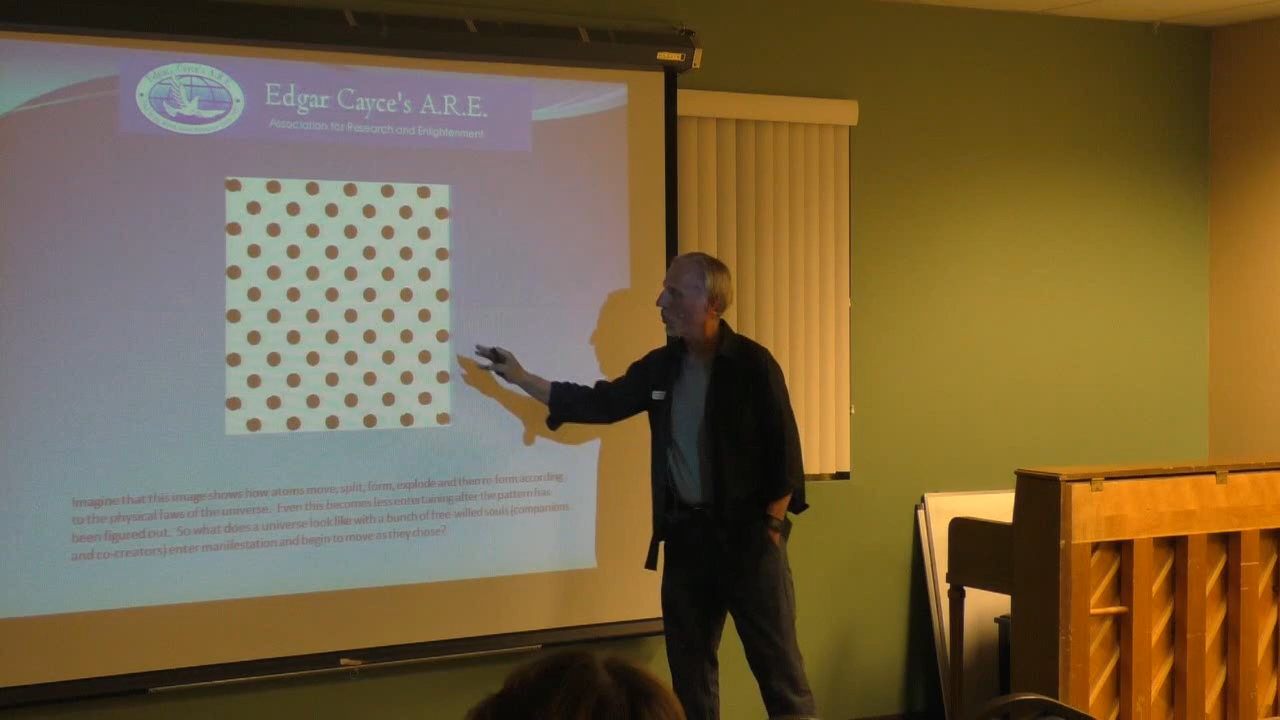 Edgar Cayce's A.R.E.
Association for Research and Enlightenment
Imagine that this image shows how atoms move, split, form, explode and then re-form according
to the physical laws of the universe. Even this becomes less entertaining after the pattern has
been figured out. So what does a universe look like with a bunch of free-willed souls (companions
and co-creators) enter manifestation and begin to move as they chose?